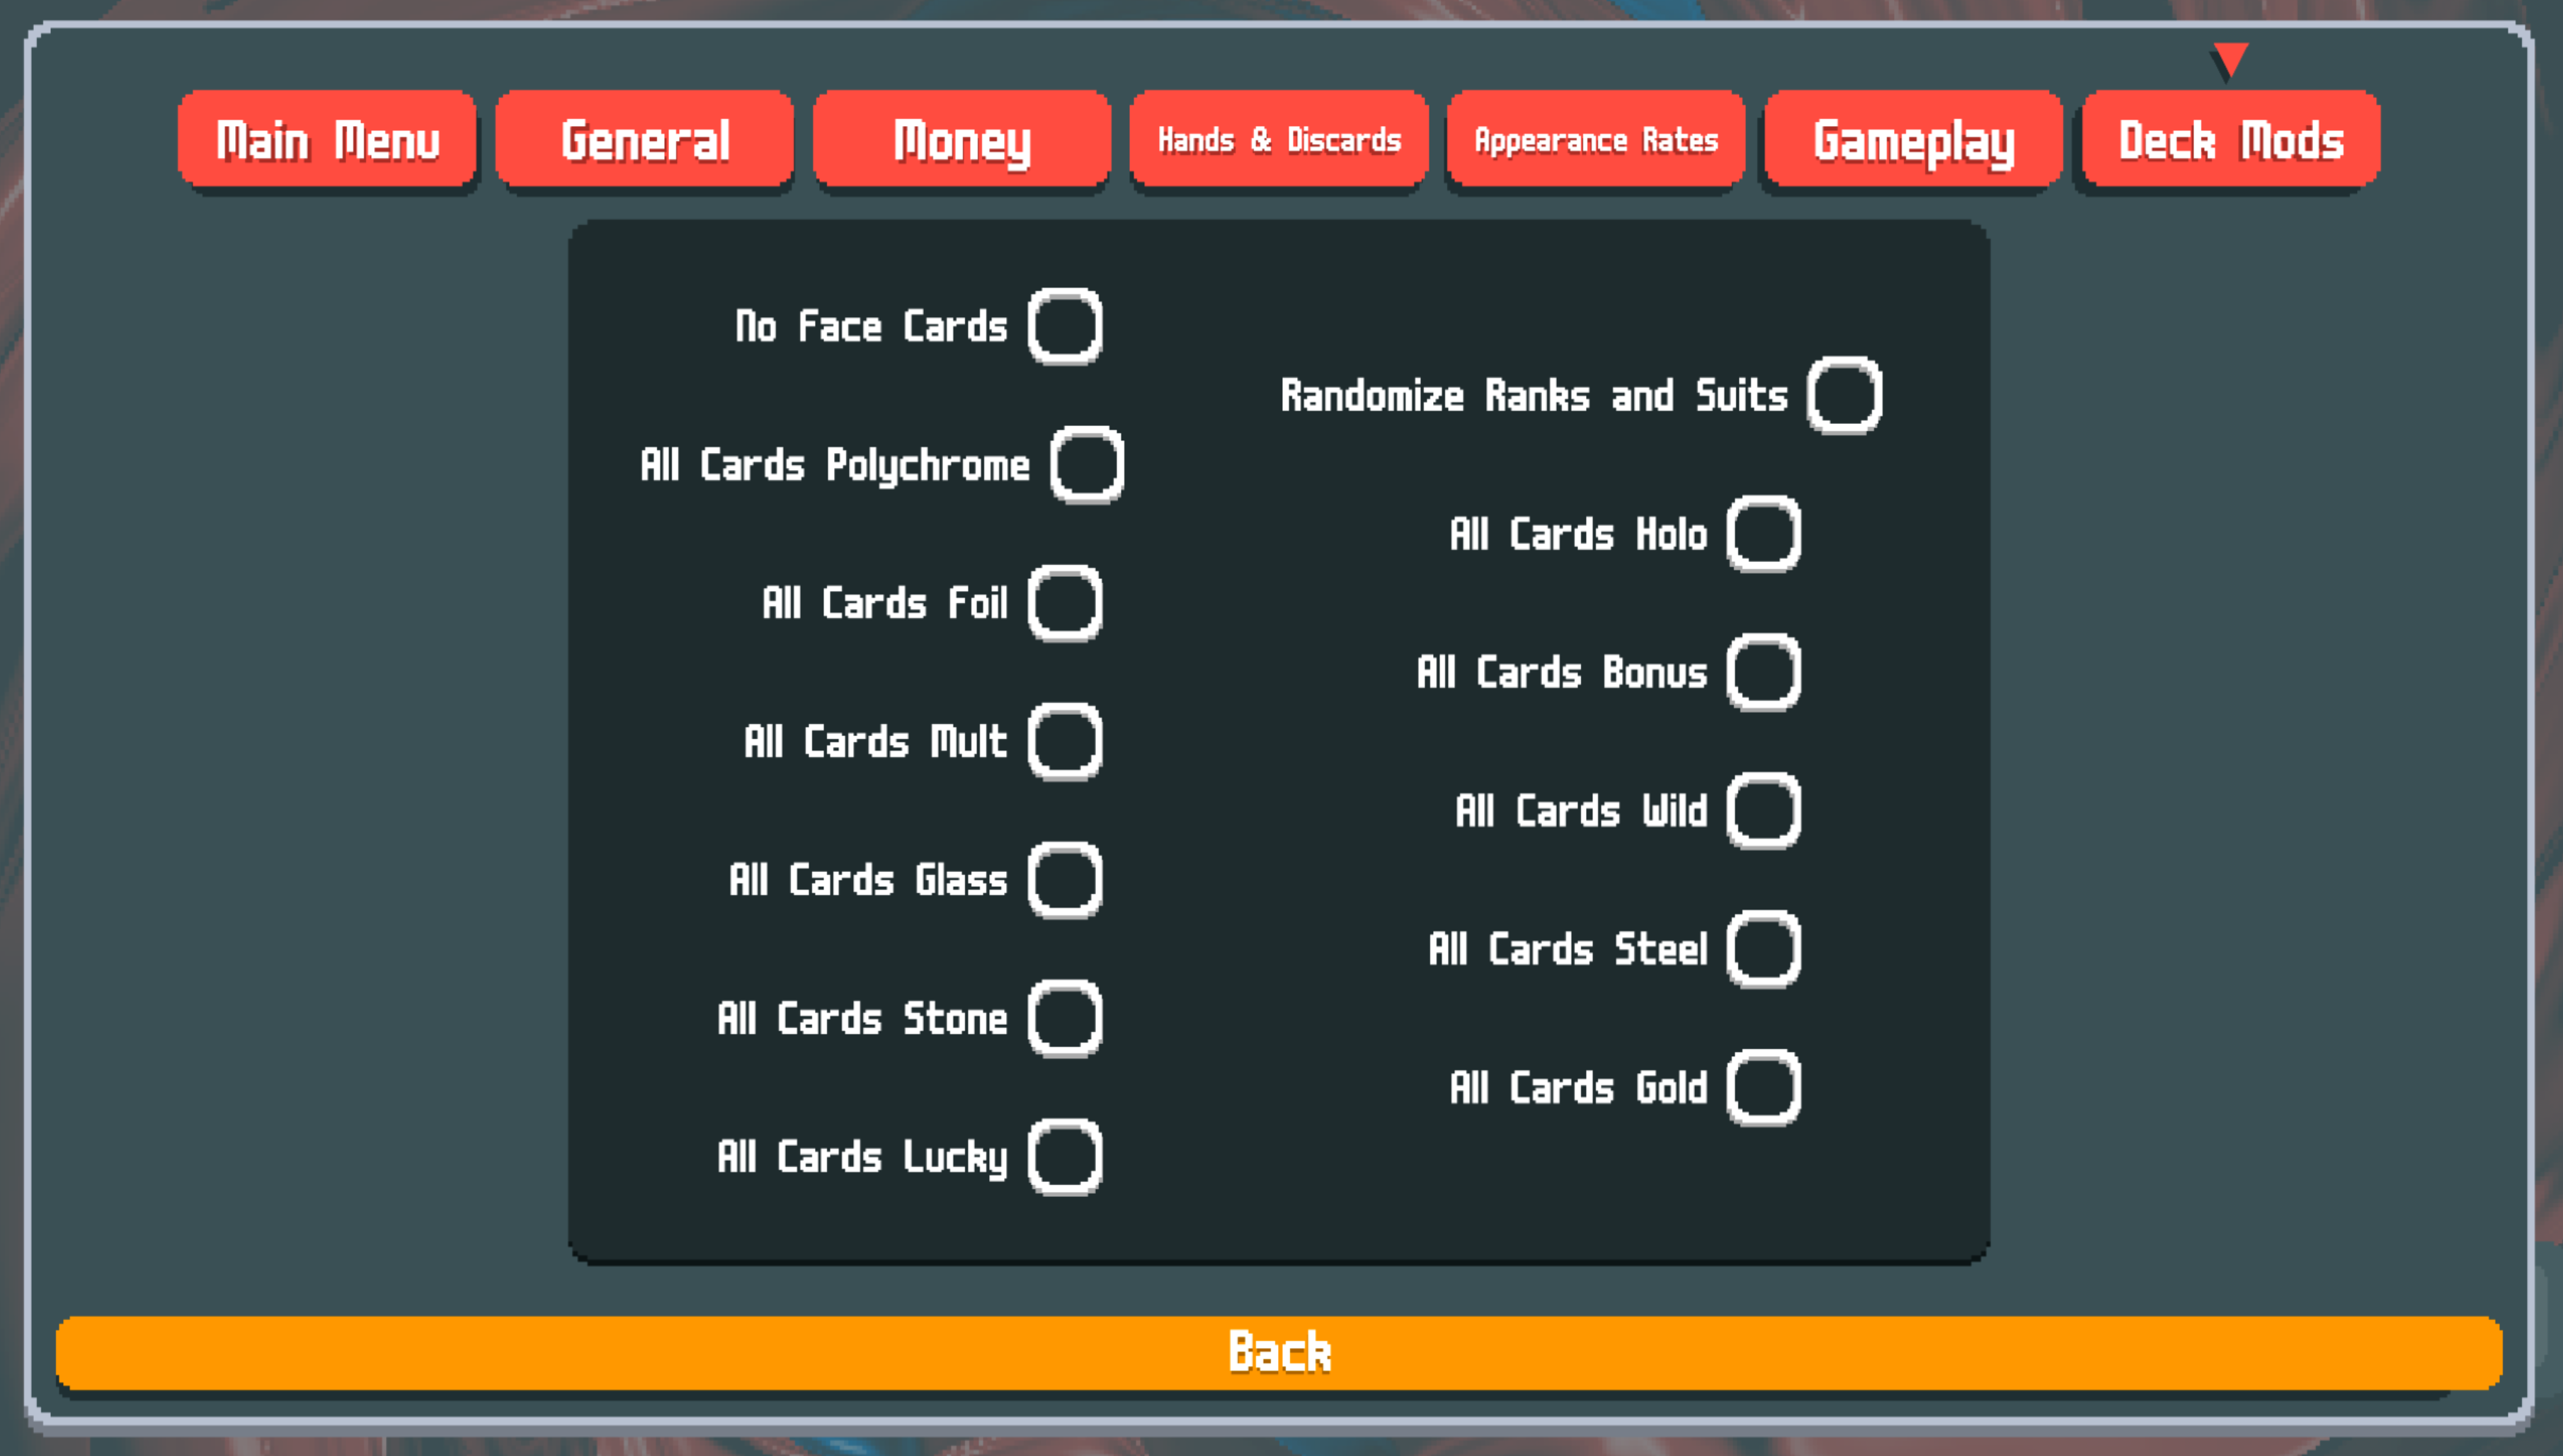 Main Menu
General
Money
Hands & Discards
Appearance Rates
Gameplay
Deck Mods
No Face Cards
Randomize Ranks and Suits
All Cards Polychrome
All Cards Holo
All Cards Foil
All Cards Bonus
All Cards Mult
All Cards Wild
All Cards Glass
All Cards Steel
All Cards Stone
All Cards Gold
All Cards Lucky
Back